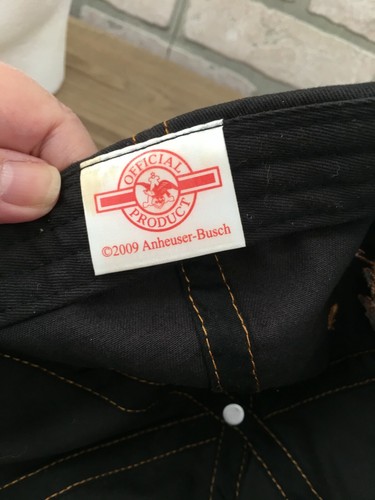 OFFICIAL
PRODUCT
©2009 Anheuser-Busch